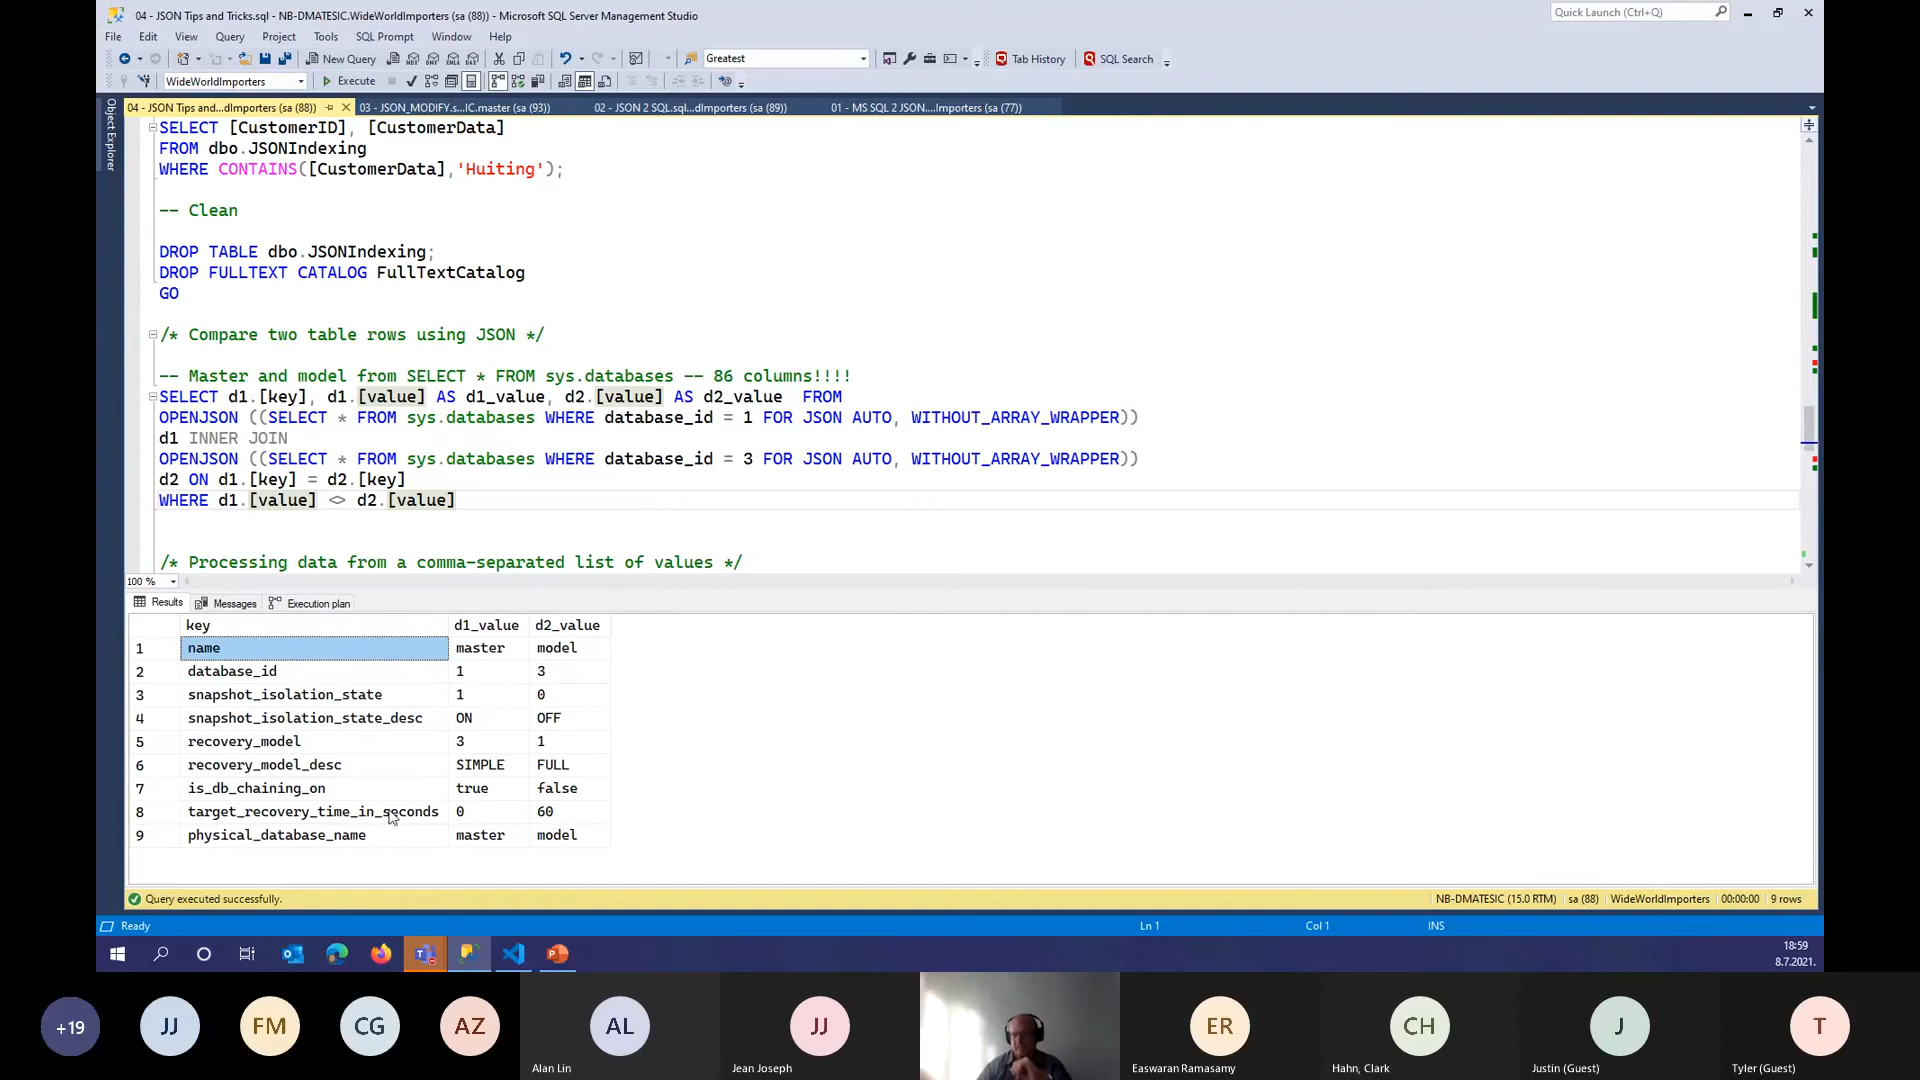 04 - JSON Tips and Tricks.sql - NB-DMATESIC.WideWorldImporters (sa (88)) - Microsoft SQL Server Management Studio
Quick Launch (Ctrl+Q)
File Edit View Query Project Tools SQL Prompt Window Help
New Query Greatest Tab History SQL Search
WideWorldImporters Execute
04 - JSON Tips and...dImporters (sa (88)) 03 - JSON_MODIFY.s...IC.master (sa (93)) 02 - JSON 2 SQL.sql...dImporters (sa (89)) 01 - MS SQL 2 JSON....Importers (sa (77))
Object Explorer
SELECT [CustomerID], [CustomerData]
FROM dbo.JSONIndexing
WHERE CONTAINS([CustomerData],'Huiting');
-- Clean
DROP TABLE dbo.JSONIndexing;
DROP FULLTEXT CATALOG FullTextCatalog
GO
/* Compare two table rows using JSON */
-- Master and model from SELECT * FROM sys.databases -- 86 columns!!!!
SELECT d1.[key], d1.[value] AS d1_value, d2.[value] AS d2_value  FROM
OPENJSON ((SELECT * FROM sys.databases WHERE database_id = 1 FOR JSON AUTO, WITHOUT_ARRAY_WRAPPER))
d1 INNER JOIN
OPENJSON ((SELECT * FROM sys.databases WHERE database_id = 3 FOR JSON AUTO, WITHOUT_ARRAY_WRAPPER))
d2 ON d1.[key] = d2.[key]
WHERE d1.[value] <> d2.[value]
/* Processing data from a comma-separated list of values */
100 %
Results Messages Execution plan
key d1_value d2_value
1 name master model
2 database_id 1 3
3 snapshot_isolation_state 1 0
4 snapshot_isolation_state_desc ON OFF
5 recovery_model 3 1
6 recovery_model_desc SIMPLE FULL
7 is_db_chaining_on true false
8 target_recovery_time_in_seconds 0 60
9 physical_database_name master model
Query executed successfully. NB-DMATESIC (15.0 RTM) sa (88) WideWorldImporters 00:00:00 9 rows
Ready Ln 1 Col 1 INS
18:59
8.7.2021.
+19 JJ FM CG AZ AL JJ ER CH J T
Alan Lin Jean Joseph Easwaran Ramasamy Hahn, Clark Justin (Guest) Tyler (Guest)